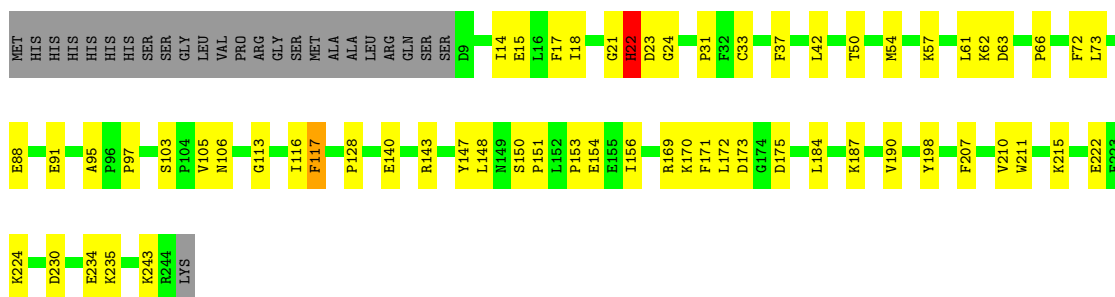 MET HIS HIS HIS HIS HIS HIS SER SER GLY LEU VAL PRO ARG GLY SER MET ALA ALA LEU ARG GLN SER SER D9 I14 E15 L16 F17 I18 G21 H22 D23 G24 P31 F32 C33 F37 L42 T50 M54 K57 L61 K62 D63 P66 F72 L73
E88 E91 A95 P96 P97 S103 P104 V105 N106 G113 I116 F117 P128 E140 R143 Y147 L148 N149 S150 P151 L152 P153 E154 E155 I156 R169 K170 F171 L172 D173 G174 D175 L184 K187 V190 Y198 F207 V210 W211 K215 E222
K224 D230 E234 K235 K243 R244 LYS